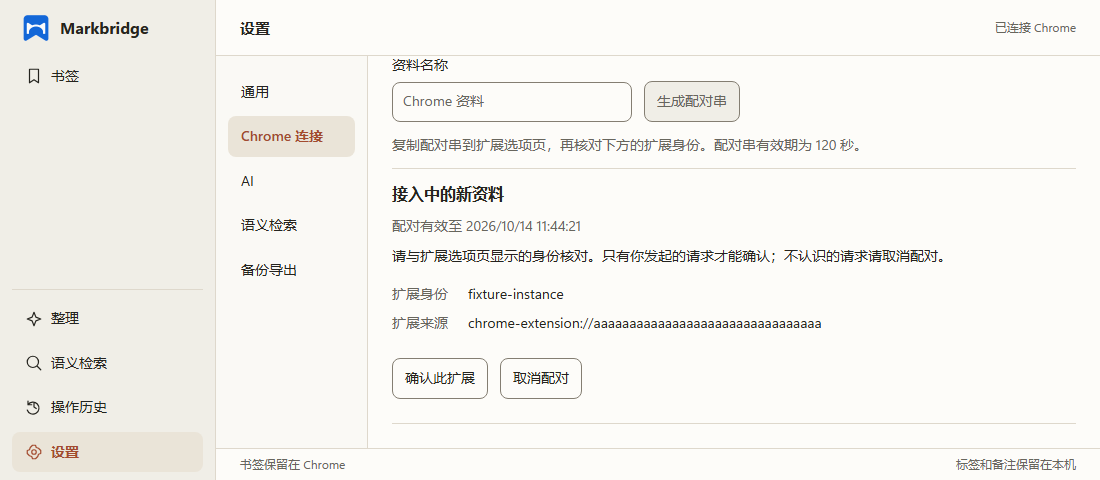 Markbridge
书签
整理
语义检索
操作历史
设置
设置
已连接 Chrome
通用
Chrome 连接
AI
语义检索
备份导出
资料名称
Chrome 资料
生成配对串
复制配对串到扩展选项页，再核对下方的扩展身份。配对串有效期为 120 秒。
接入中的新资料
配对有效至 2026/10/14 11:44:21
请与扩展选项页显示的身份核对。只有你发起的请求才能确认；不认识的请求请取消配对。
扩展身份 fixture-instance
扩展来源 chrome-extension://aaaaaaaaaaaaaaaaaaaaaaaaaaaaaaaa
确认此扩展 取消配对
书签保留在 Chrome
标签和备注保留在本机